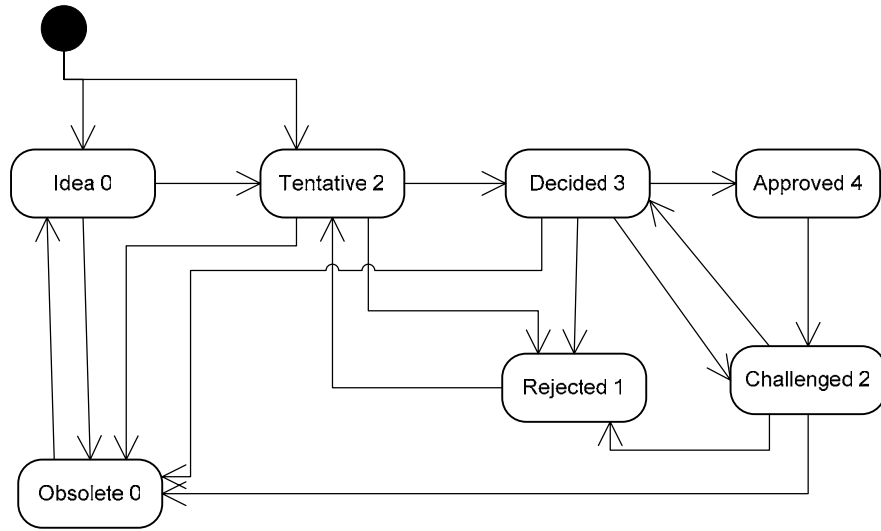 Idea 0
Tentative 2
Decided 3
Approved 4
Rejected 1
Challenged 2
Obsolete 0